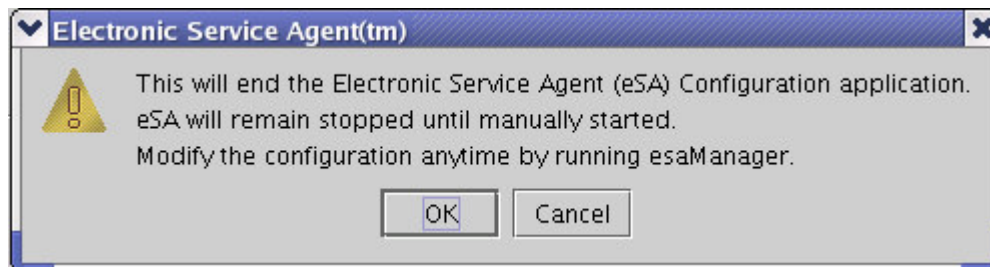 Electronic Service Agent(tm)
This will end the Electronic Service Agent (eSA) Configuration application.
eSA will remain stopped until manually started.
Modify the configuration anytime by running esaManager.
OK Cancel